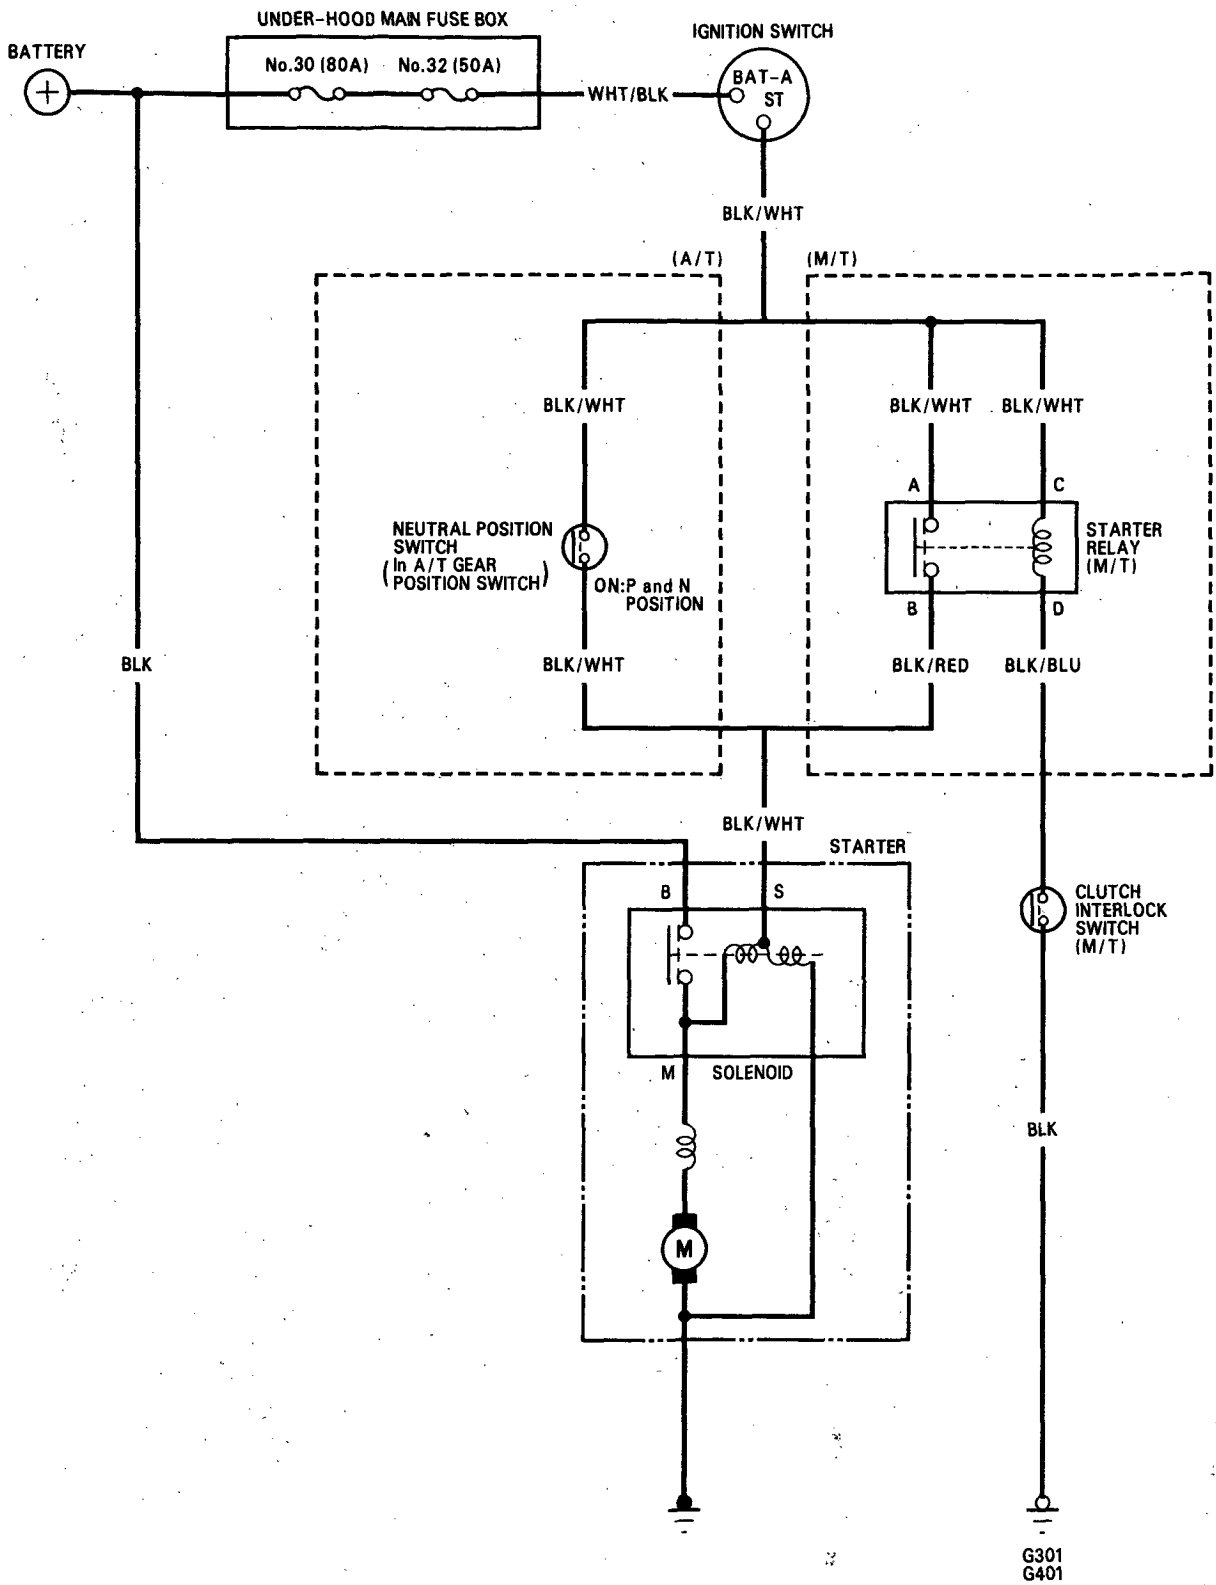 UNDER-HOOD MAIN FUSE BOX
BATTERY
IGNITION SWITCH
No.30 (80A) No.32 (50A)
WHT/BLK
BAT-A
ST
BLK/WHT
(A/T)
(M/T)
BLK/WHT
BLK/WHT
BLK/WHT
A
C
NEUTRAL POSITION
SWITCH
(In A/T GEAR
POSITION SWITCH)
ON:P and N
POSITION
STARTER
RELAY
(M/T)
B
D
BLK
BLK/WHT
BLK/RED
BLK/BLU
BLK/WHT
STARTER
B
S
CLUTCH
INTERLOCK
SWITCH
(M/T)
M
SOLENOID
BLK
M
G301
G401